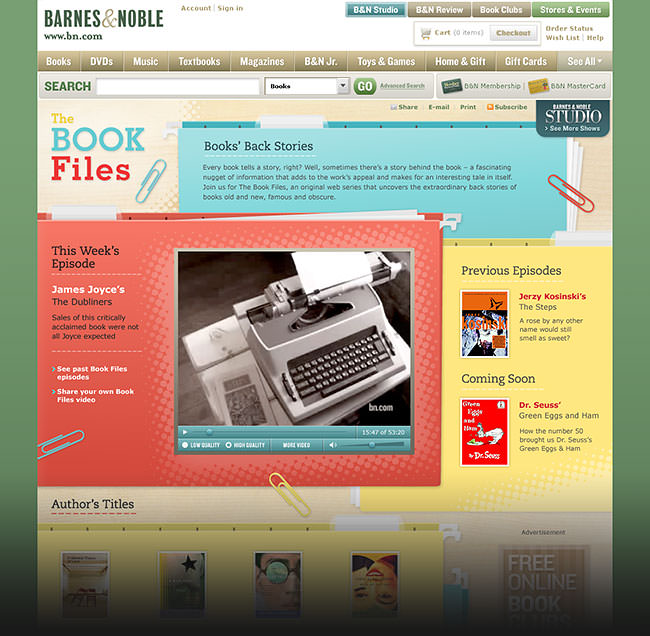 BARNES&NOBLE
www.bn.com
Account | Sign in
B&N Studio
B&N Review
Book Clubs
Stores & Events
Cart (0 items)
Checkout
Order Status
Wish List | Help
Books
DVDs
Music
Textbooks
Magazines
B&N Jr.
Toys & Games
Home & Gift
Gift Cards
See All
SEARCH
Books
GO
Advanced Search
B&N Membership
B&N MasterCard
Share
E-mail
Print
Subscribe
BARNES & NOBLE
STUDIO
> See More Shows
The
BOOK
Files
Books' Back Stories
Every book tells a story, right? Well, sometimes there's a story behind the book – a fascinating
nugget of information that adds to the work's appeal and makes for an interesting tale in itself.
Join us for The Book Files, an original web series that uncovers the extraordinary back stories of
books old and new, famous and obscure.
This Week's
Episode
James Joyce's
The Dubliners
Sales of this critically
acclaimed book were not
all Joyce expected
> See past Book Files
episodes
> Share your own Book
Files video
bn.com
15:47 of 53:20
LOW QUALITY
HIGH QUALITY
MORE VIDEO
Previous Episodes
KOSINSKI
Jerzy Kosinski's
The Steps
A rose by any other
name would still
smell as sweet?
Coming Soon
Green
Eggs
and
Ham
By Dr. Seuss
Dr. Seuss'
Green Eggs and Ham
How the number 50
brought us Dr. Seuss's
Green Eggs & Ham
Author's Titles
Advertisement
FREE
ONLINE
BOOK
CLUBS